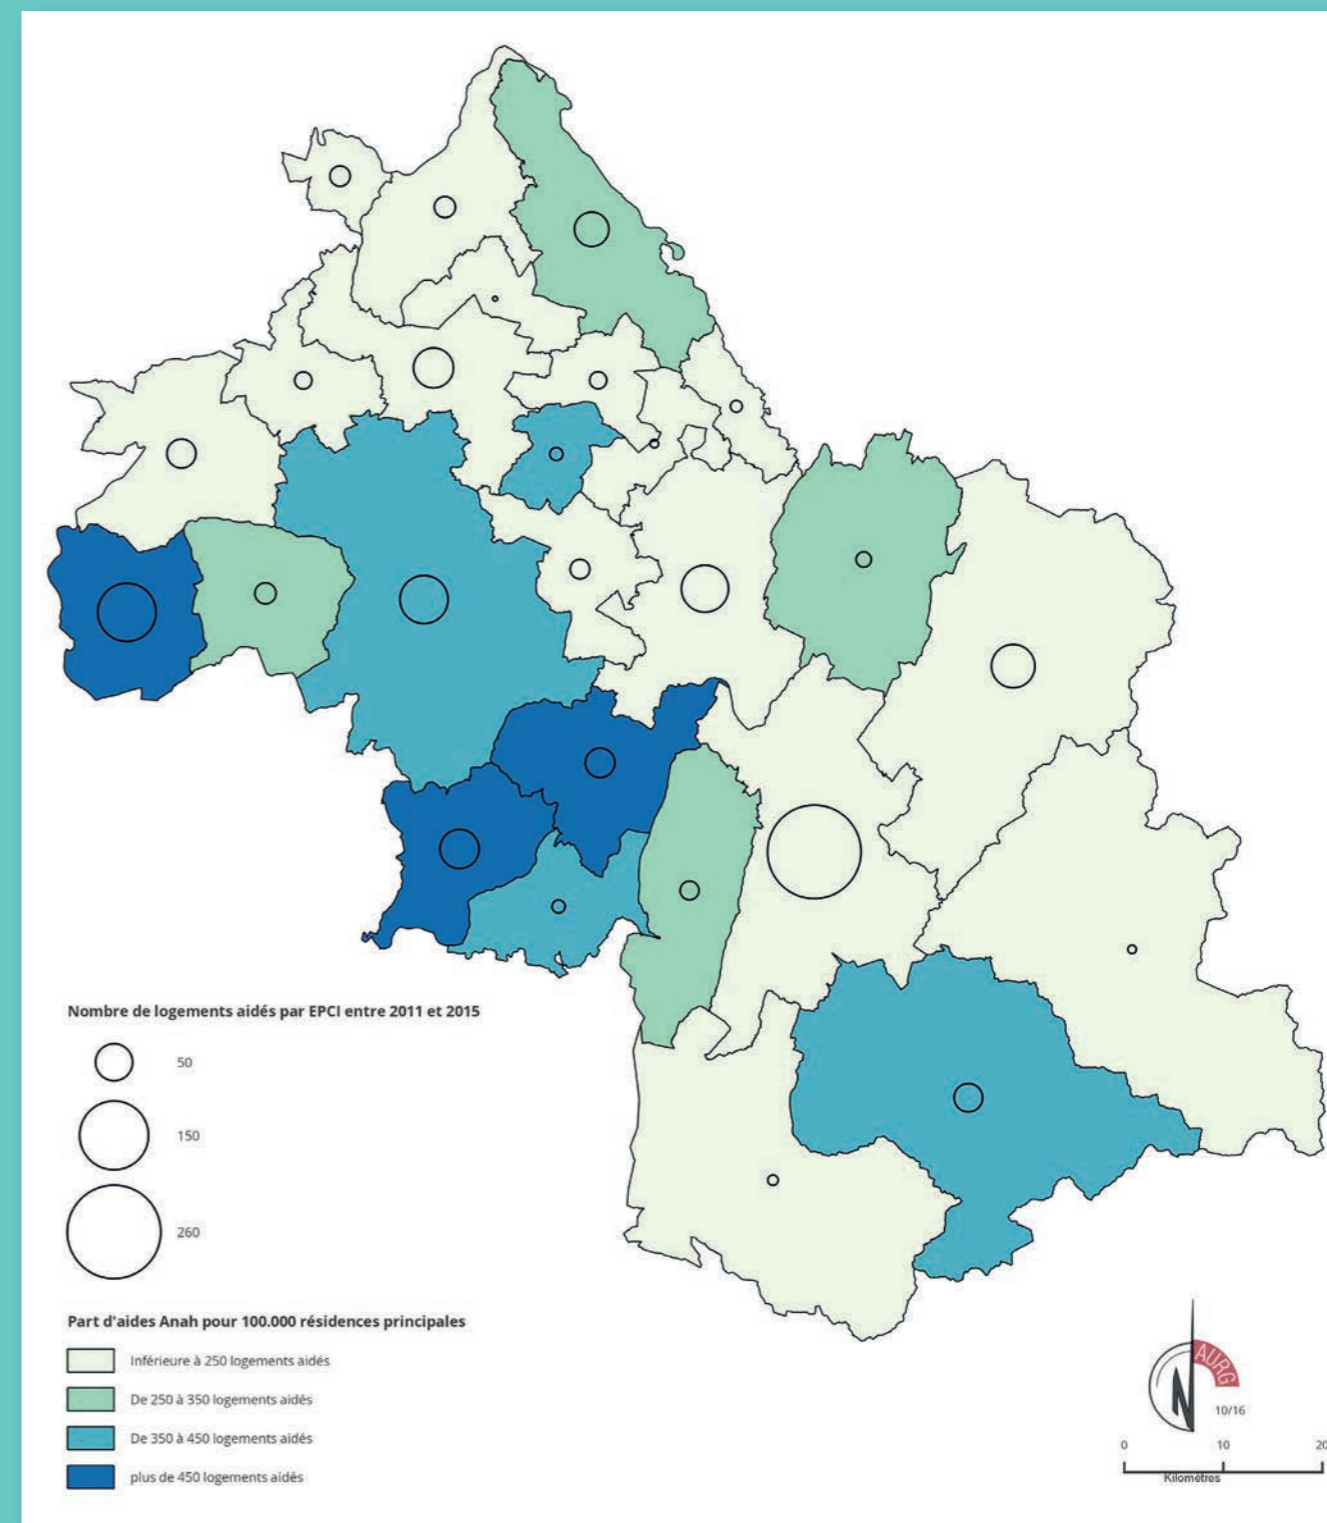 Nombre de logements aidés par EPCI entre 2011 et 2015
50
150
260
Part d'aides Anah pour 100.000 résidences principales
Inférieure à 250 logements aidés
De 250 à 350 logements aidés
De 350 à 450 logements aidés
plus de 450 logements aidés
AURG
N
10/16
0 10 20
Kilomètres